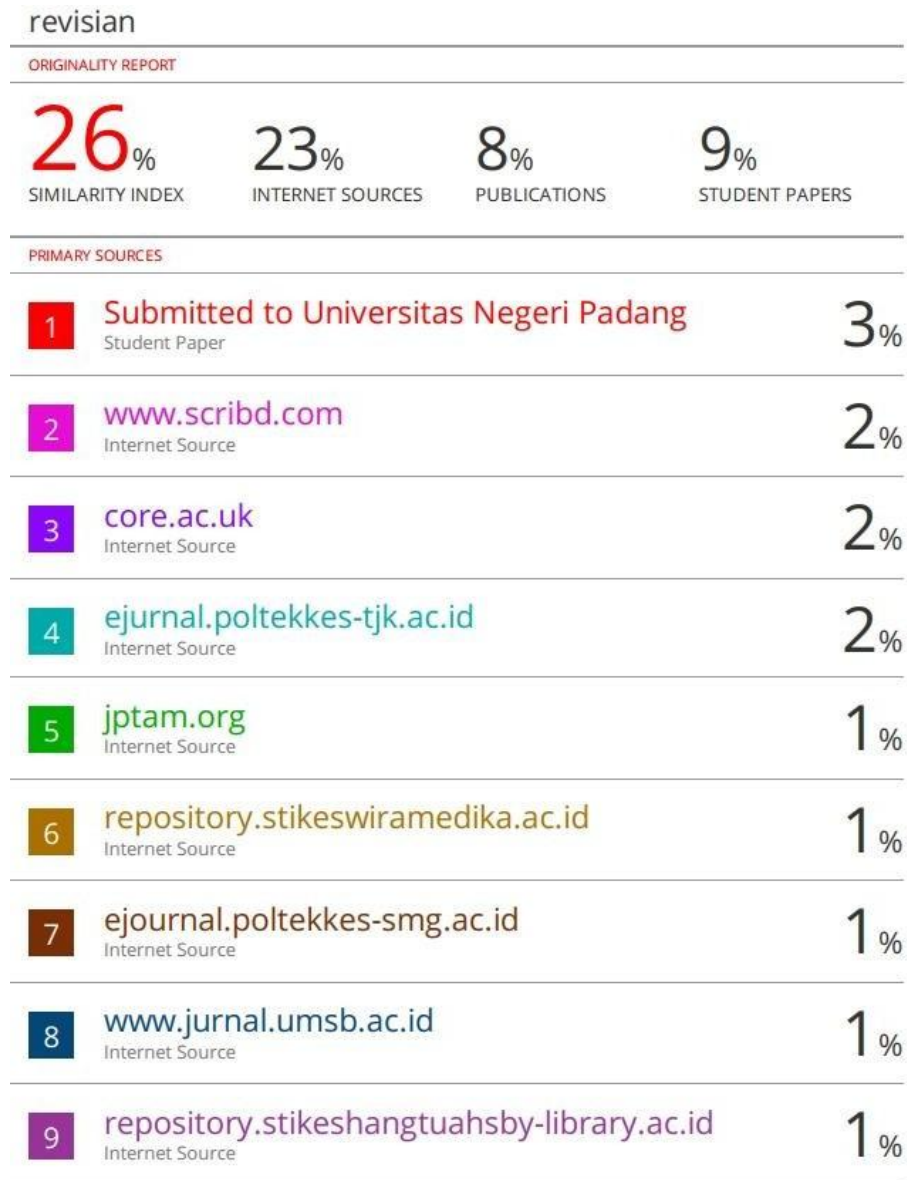 revisian
ORIGINALITY REPORT
26% 23% 8% 9%
SIMILARITY INDEX INTERNET SOURCES PUBLICATIONS STUDENT PAPERS
PRIMARY SOURCES
1 Submitted to Universitas Negeri Padang 3%
Student Paper
2 www.scribd.com 2%
Internet Source
3 core.ac.uk 2%
Internet Source
4 ejurnal.poltekkes-tjk.ac.id 2%
Internet Source
5 jptam.org 1%
Internet Source
6 repository.stikeswiramedika.ac.id 1%
Internet Source
7 ejournal.poltekkes-smg.ac.id 1%
Internet Source
8 www.jurnal.umsb.ac.id 1%
Internet Source
9 repository.stikeshangtuahsby-library.ac.id 1%
Internet Source